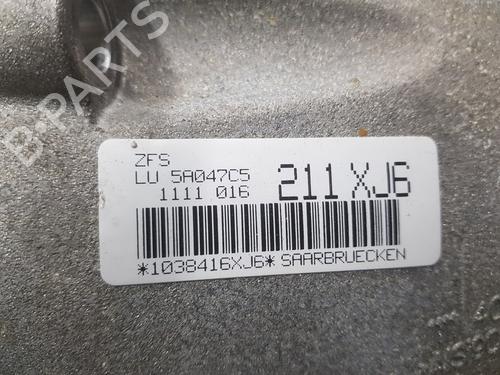 B-PARTS
ZFS
LU 5A047C5
1111 016
211 XJ6
*1038416XJ6* SAARBRUECKEN